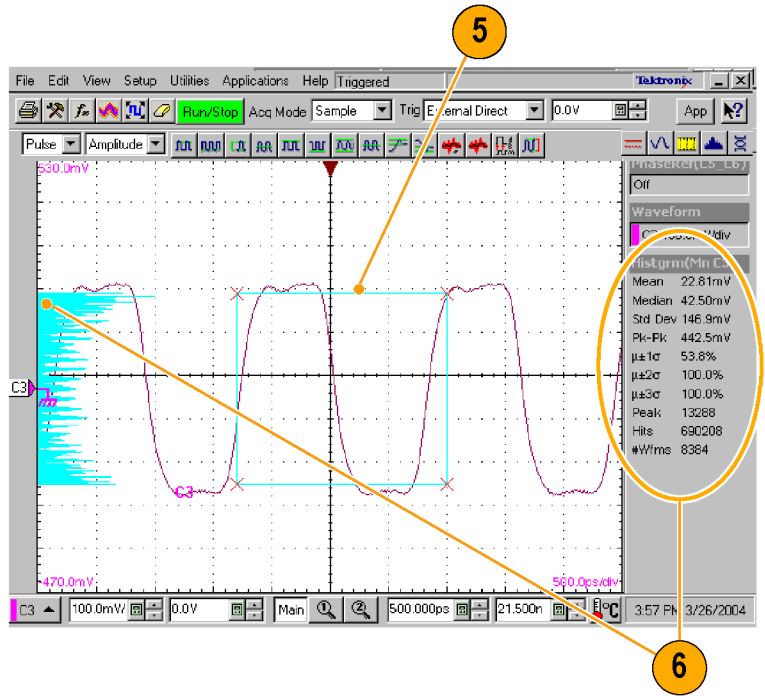 5
File Edit View Setup Utilities Applications Help Triggered Tektronix
Run/Stop Acq Mode Sample Trig External Direct 0.0V App
Pulse Amplitude
530.0mV
Off
Waveform
Histgrm(Mn C3)
Mean 22.81mV
Median 42.50mV
Std Dev 146.9mV
Pk-Pk 442.5mV
µ±1σ 53.8%
µ±2σ 100.0%
µ±3σ 100.0%
Peak 13288
Hits 690208
#Wfms 8384
C3
C3
-470.0mV 500.0ps/div
C3 100.0mV/ 0.0V Main 1 2 500.000ps 21.500n °C 3:57 PM 3/26/2004
6